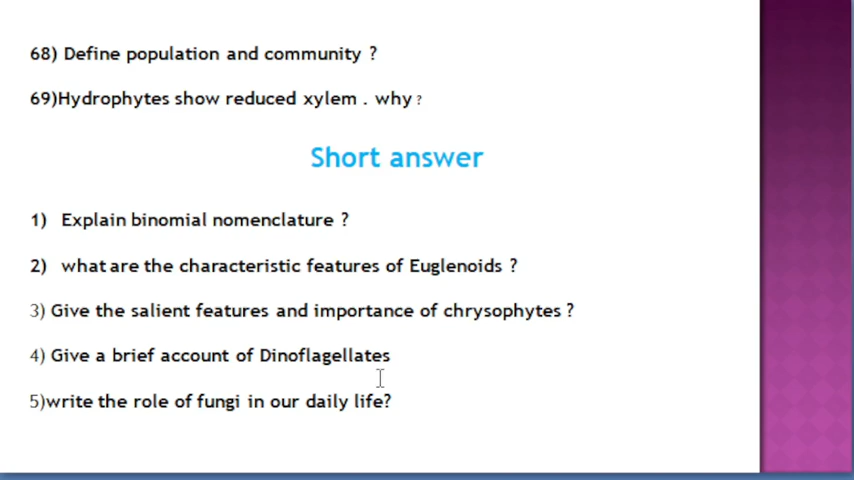 68) Define population and community ?
69)Hydrophytes show reduced xylem . why ?
Short answer
1) Explain binomial nomenclature ?
2) what are the characteristic features of Euglenoids ?
3) Give the salient features and importance of chrysophytes ?
4) Give a brief account of Dinoflagellates
5)write the role of fungi in our daily life?